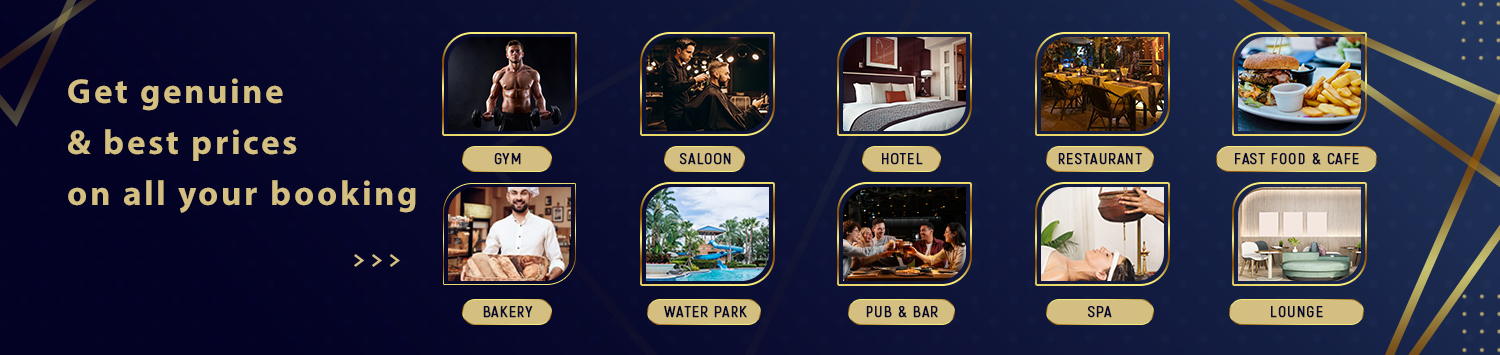 Get genuine
& best prices
on all your booking
>>>
GYM
SALOON
HOTEL
RESTAURANT
FAST FOOD & CAFE
BAKERY
WATER PARK
PUB & BAR
SPA
LOUNGE